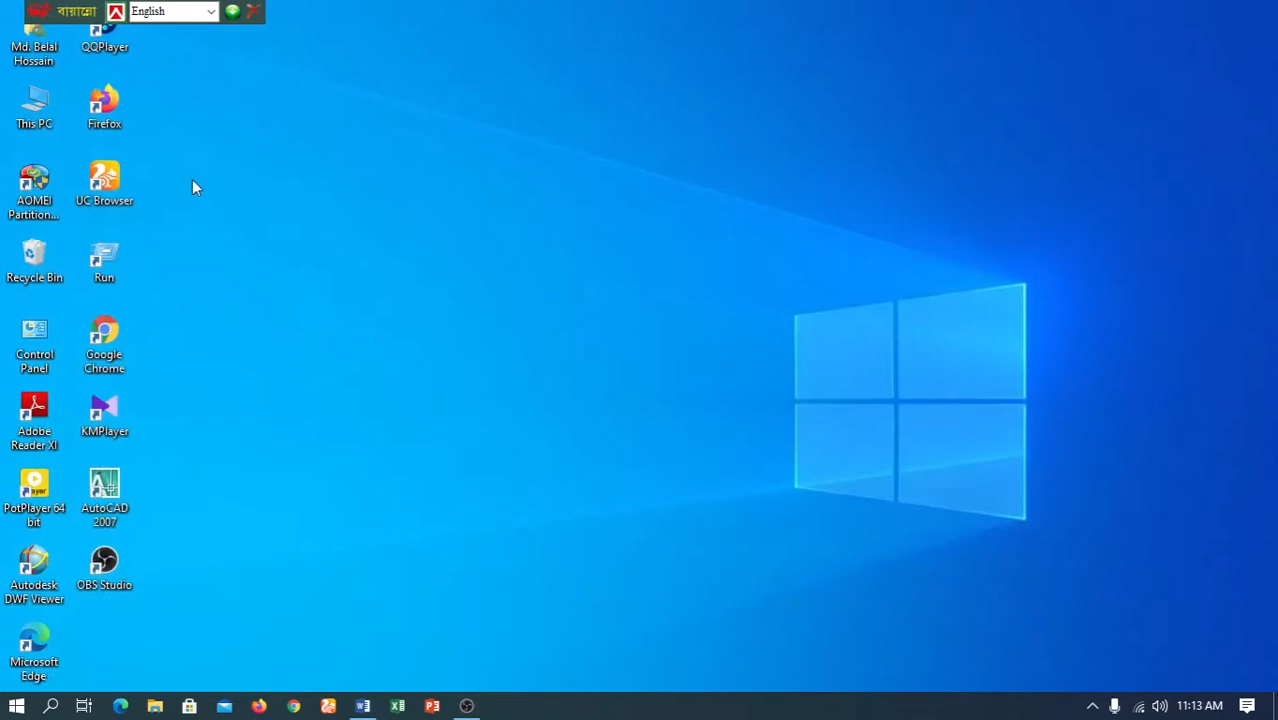 বায়ান্নো English
Md. Belal
Hossain
QQPlayer
This PC
Firefox
AOMEI
Partition...
UC Browser
Recycle Bin
Run
Control
Panel
Google
Chrome
Adobe
Reader XI
KMPlayer
PotPlayer 64
bit
AutoCAD
2007
Autodesk
DWF Viewer
OBS Studio
Microsoft
Edge
11:13 AM